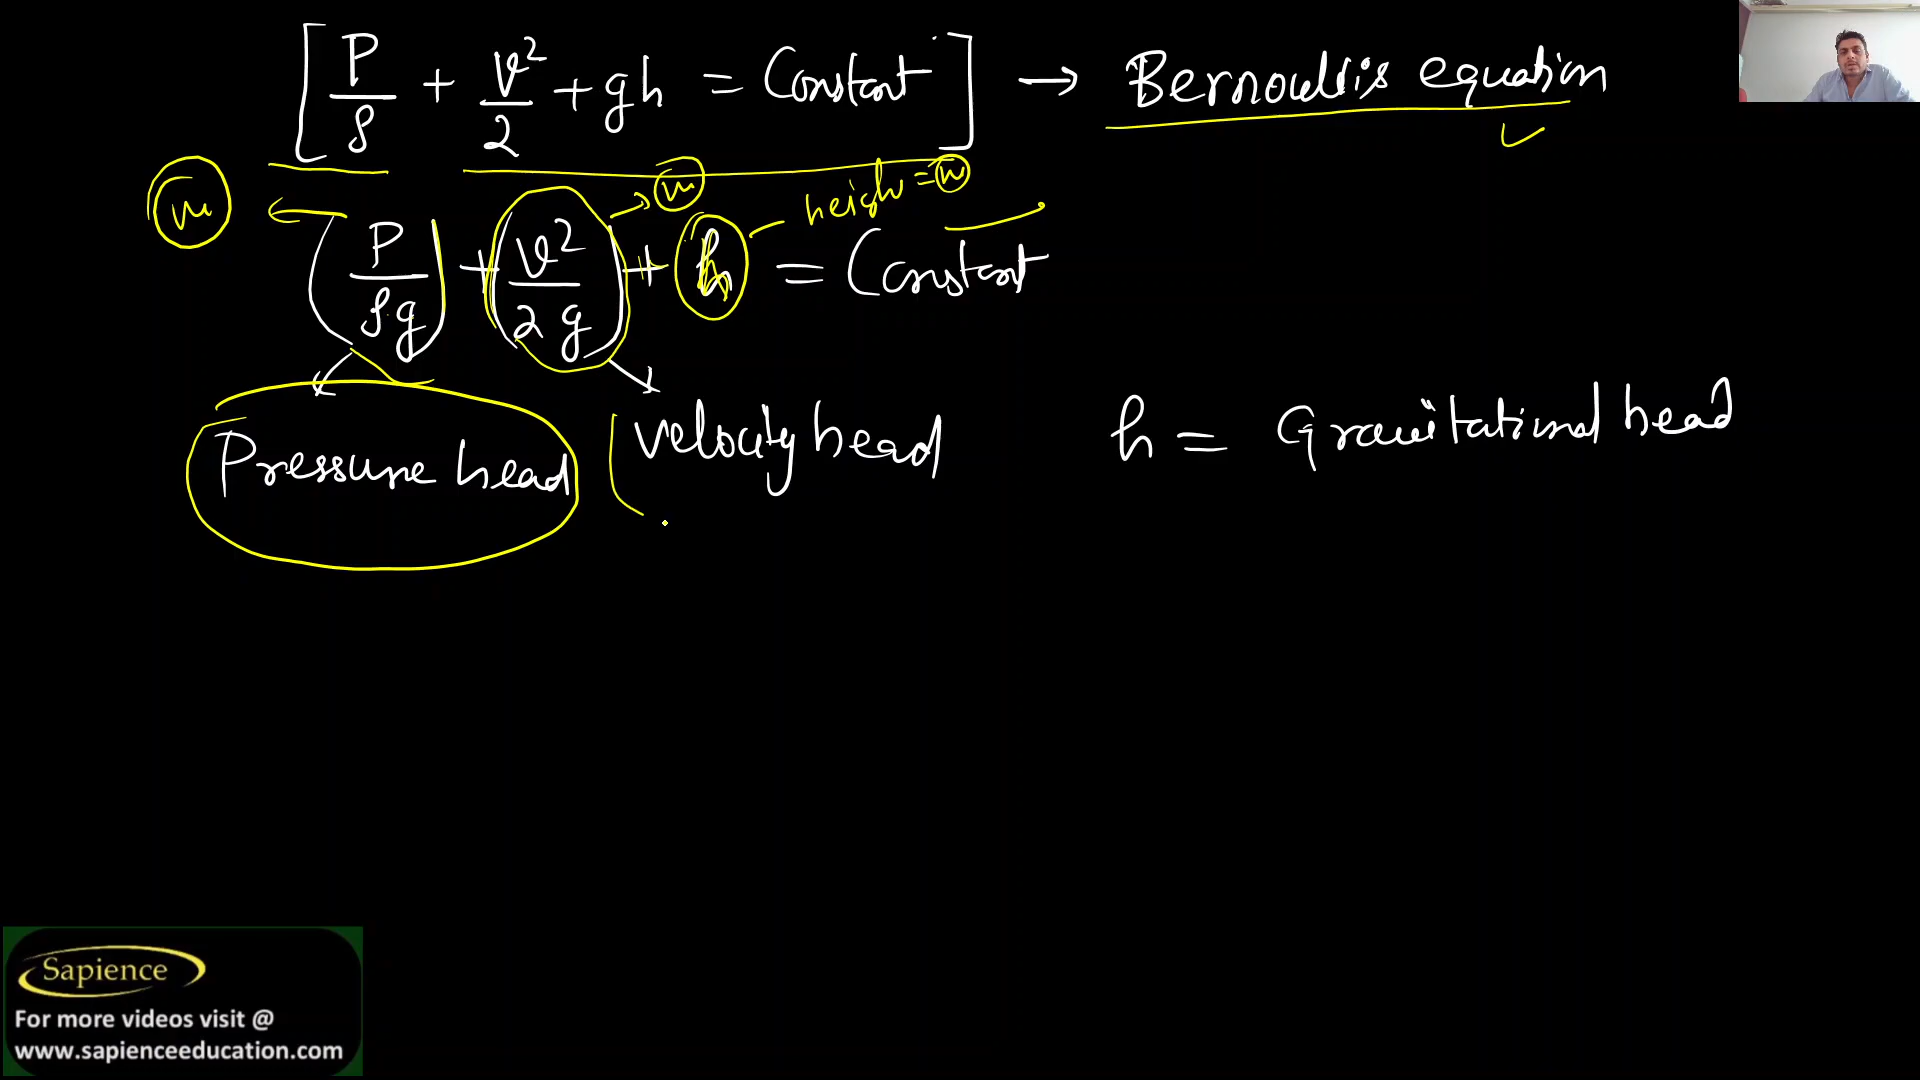 [P/ρ + v²/2 + gh = Constant] → Bernoullis equation
m ← (P/ρg) + (v²/2g) → m + h - height = m = Constant
Pressure head (velocity head h = Gravitational head
Sapience
For more videos visit @
www.sapienceeducation.com